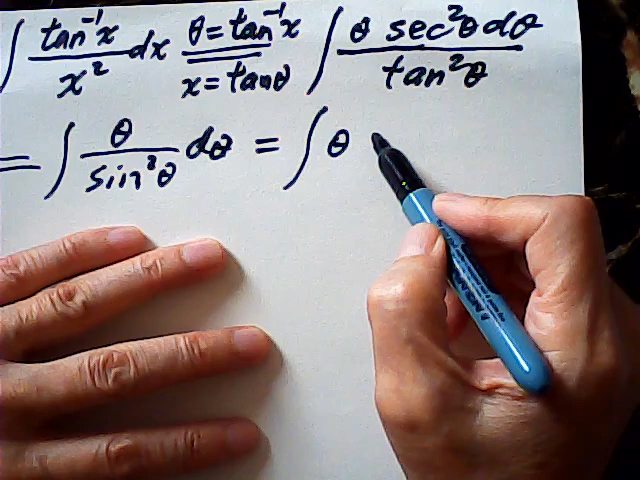 ∫ tan⁻¹x / x² dx θ = tan⁻¹x x = tanθ ∫ θ sec²θ dθ / tan²θ
= ∫ θ / sin²θ dθ = ∫ θ